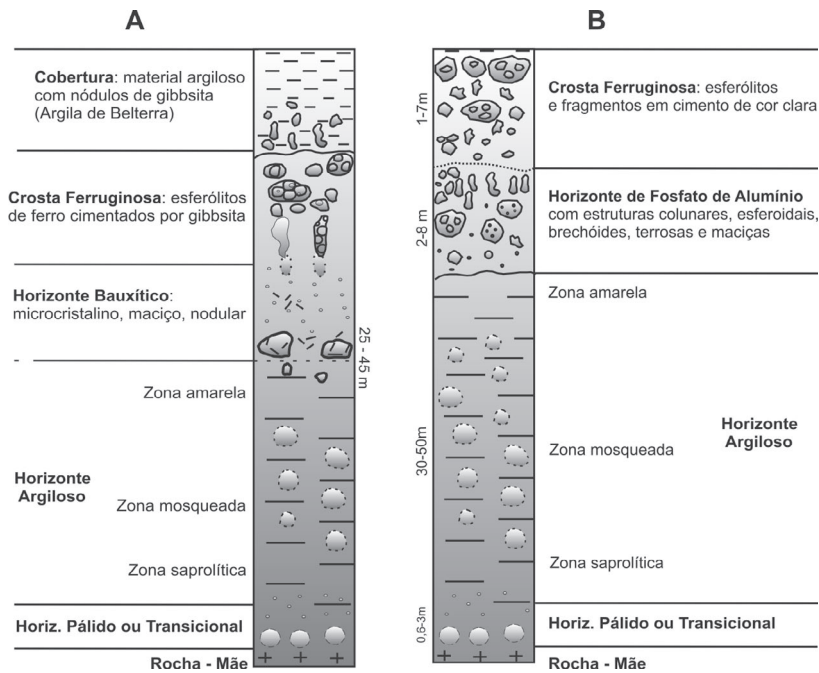 A
Cobertura: material argiloso
com nódulos de gibbsita
(Argila de Belterra)
Crosta Ferruginosa: esferólitos
de ferro cimentados por gibbsita
Horizonte Bauxítico:
microcristalino, maciço, nodular
25 - 45 m
Zona amarela
Horizonte
Argiloso
Zona mosqueada
Zona saprolítica
Horiz. Pálido ou Transicional
Rocha - Mãe
B
1-7m
Crosta Ferruginosa: esferólitos
e fragmentos em cimento de cor clara
2-8m
Horizonte de Fosfato de Alumínio
com estruturas colunares, esferoidais,
brechóides, terrosas e maciças
Zona amarela
30-50m
Horizonte
Argiloso
Zona mosqueada
Zona saprolítica
0,6-3m
Horiz. Pálido ou Transicional
Rocha - Mãe